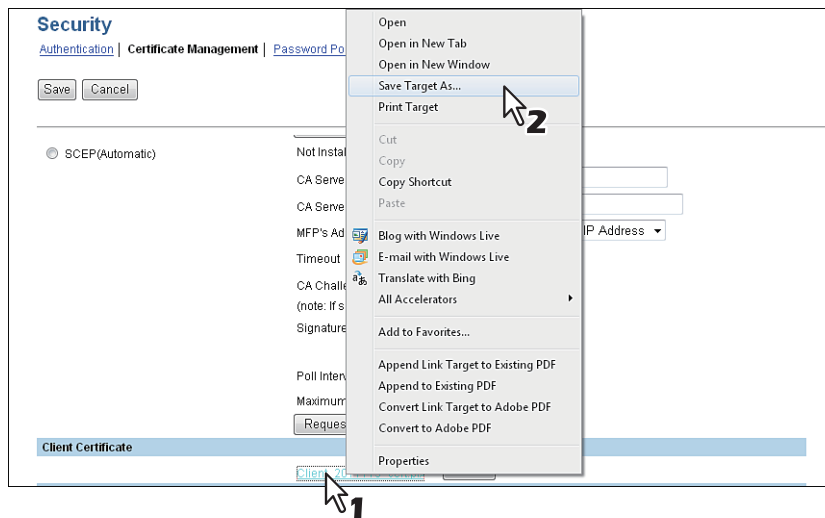 Security
Authentication | Certificate Management | Password Po
Save Cancel
SCEP(Automatic)
Not Instal
CA Serve
CA Serve
MFP's Ad
IP Address
Timeout
CA Challe
(note: If s
Signature
Poll Interv
Maximum
Reques
Client Certificate
Open
Open in New Tab
Open in New Window
Save Target As...
Print Target
Cut
Copy
Copy Shortcut
Paste
Blog with Windows Live
E-mail with Windows Live
Translate with Bing
All Accelerators
Add to Favorites...
Append Link Target to Existing PDF
Append to Existing PDF
Convert Link Target to Adobe PDF
Convert to Adobe PDF
Properties
2
1